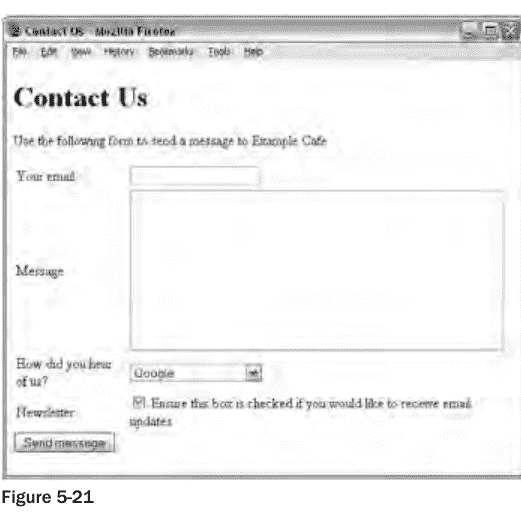 Contact Us - Mozilla Firefox
File Edit View History Bookmarks Tools Help
Contact Us
Use the following form to send a message to Example Cafe
Your email
Message
How did you hear
of us?
Google
Newsletter
Ensure this box is checked if you would like to receive email
updates
Send message
Figure 5-21